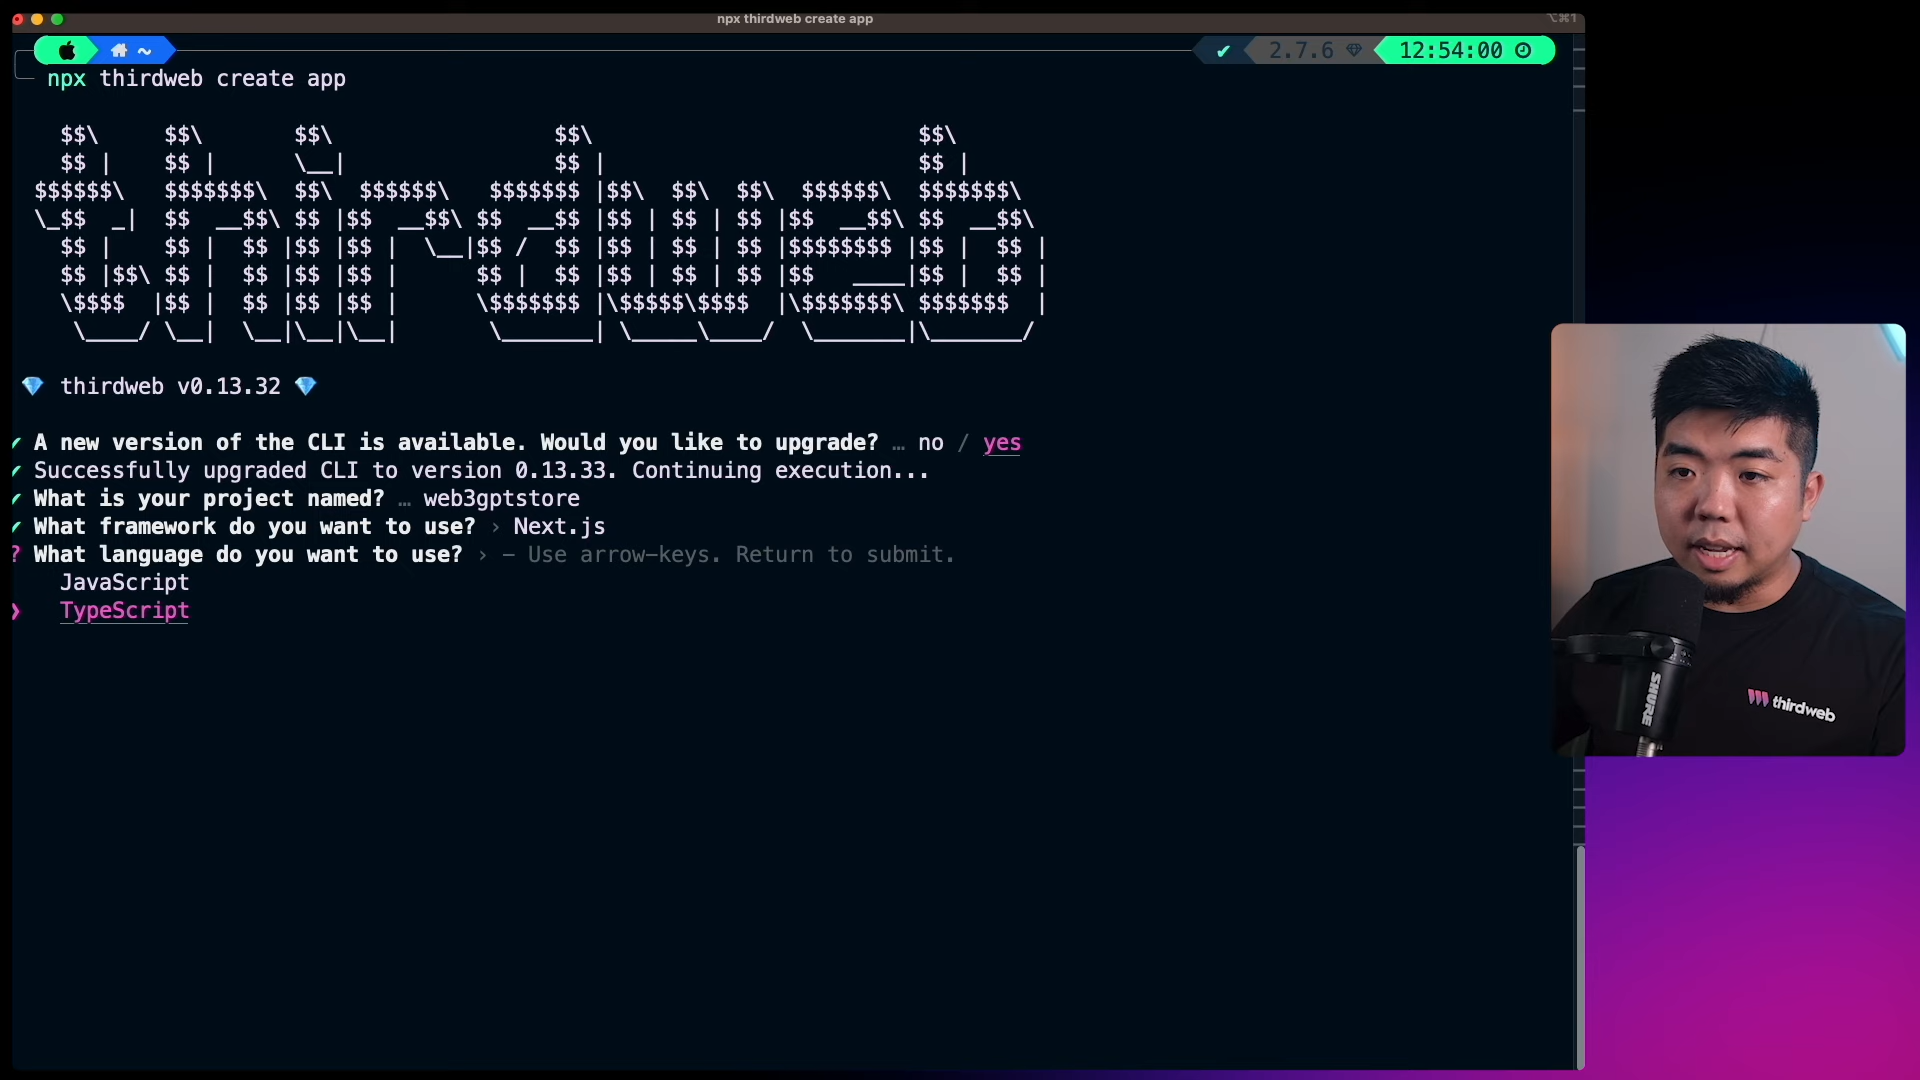 npx thirdweb create app
⌥⌘1
~
✔ 2.7.6
12:54:00
npx thirdweb create app
  $$\     $$\       $$\                 $$\                         $$\
  $$ |    $$ |      \__|                $$ |                        $$ |
$$$$$$\   $$$$$$$\  $$\  $$$$$$\   $$$$$$$ |$$\  $$\  $$\  $$$$$$\  $$$$$$$\
\_$$  _|  $$  __$$\ $$ |$$  __$$\ $$  __$$ |$$ | $$ | $$ |$$  __$$\ $$  __$$\
  $$ |    $$ |  $$ |$$ |$$ |  \__|$$ /  $$ |$$ | $$ | $$ |$$$$$$$$ |$$ |  $$ |
  $$ |$$\ $$ |  $$ |$$ |$$ |      $$ |  $$ |$$ | $$ | $$ |$$   ____|$$ |  $$ |
  \$$$$  |$$ |  $$ |$$ |$$ |      \$$$$$$$ |\$$$$$\$$$$  |\$$$$$$$\ $$$$$$$  |
   \____/ \__|  \__|\__|\__|       \_______| \_____\____/  \_______|\_______/
💎 thirdweb v0.13.32 💎
✔ A new version of the CLI is available. Would you like to upgrade? … no / yes
✔ Successfully upgraded CLI to version 0.13.33. Continuing execution...
✔ What is your project named? … web3gptstore
✔ What framework do you want to use? › Next.js
? What language do you want to use? › – Use arrow-keys. Return to submit.
JavaScript
❯ TypeScript
SHURE
thirdweb